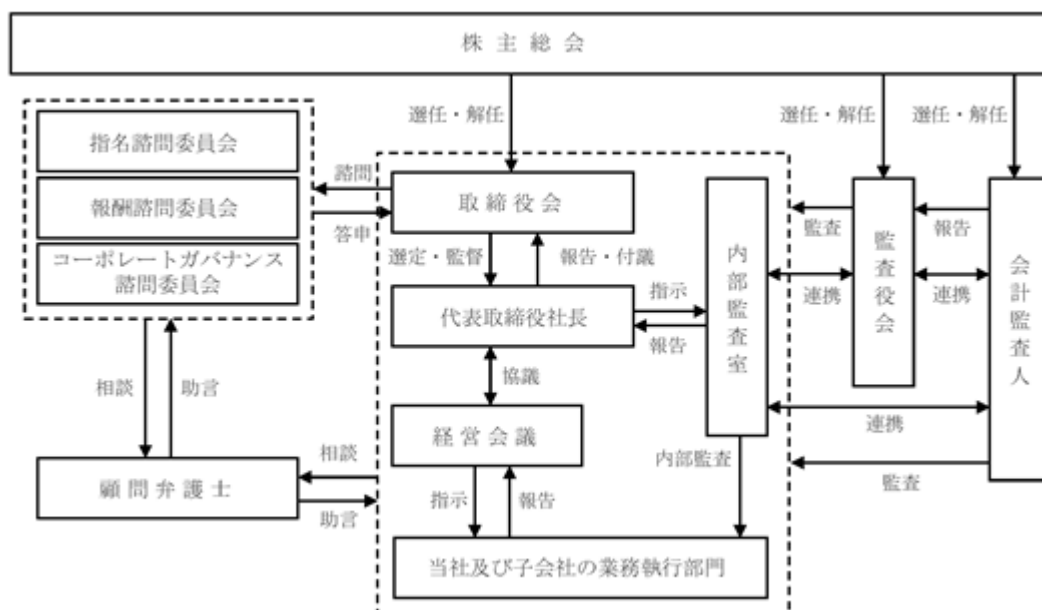 株主総会
選任・解任
選任・解任
選任・解任
指名諮問委員会
報酬諮問委員会
コーポレートガバナンス
諮問委員会
諮問
答申
取締役会
選定・監督
報告・付議
代表取締役社長
指示
報告
内部監査室
監査
連携
監査役会
報告
連携
会計監査人
協議
経営会議
連携
監査
内部監査
相談
助言
顧問弁護士
相談
助言
指示
報告
当社及び子会社の業務執行部門